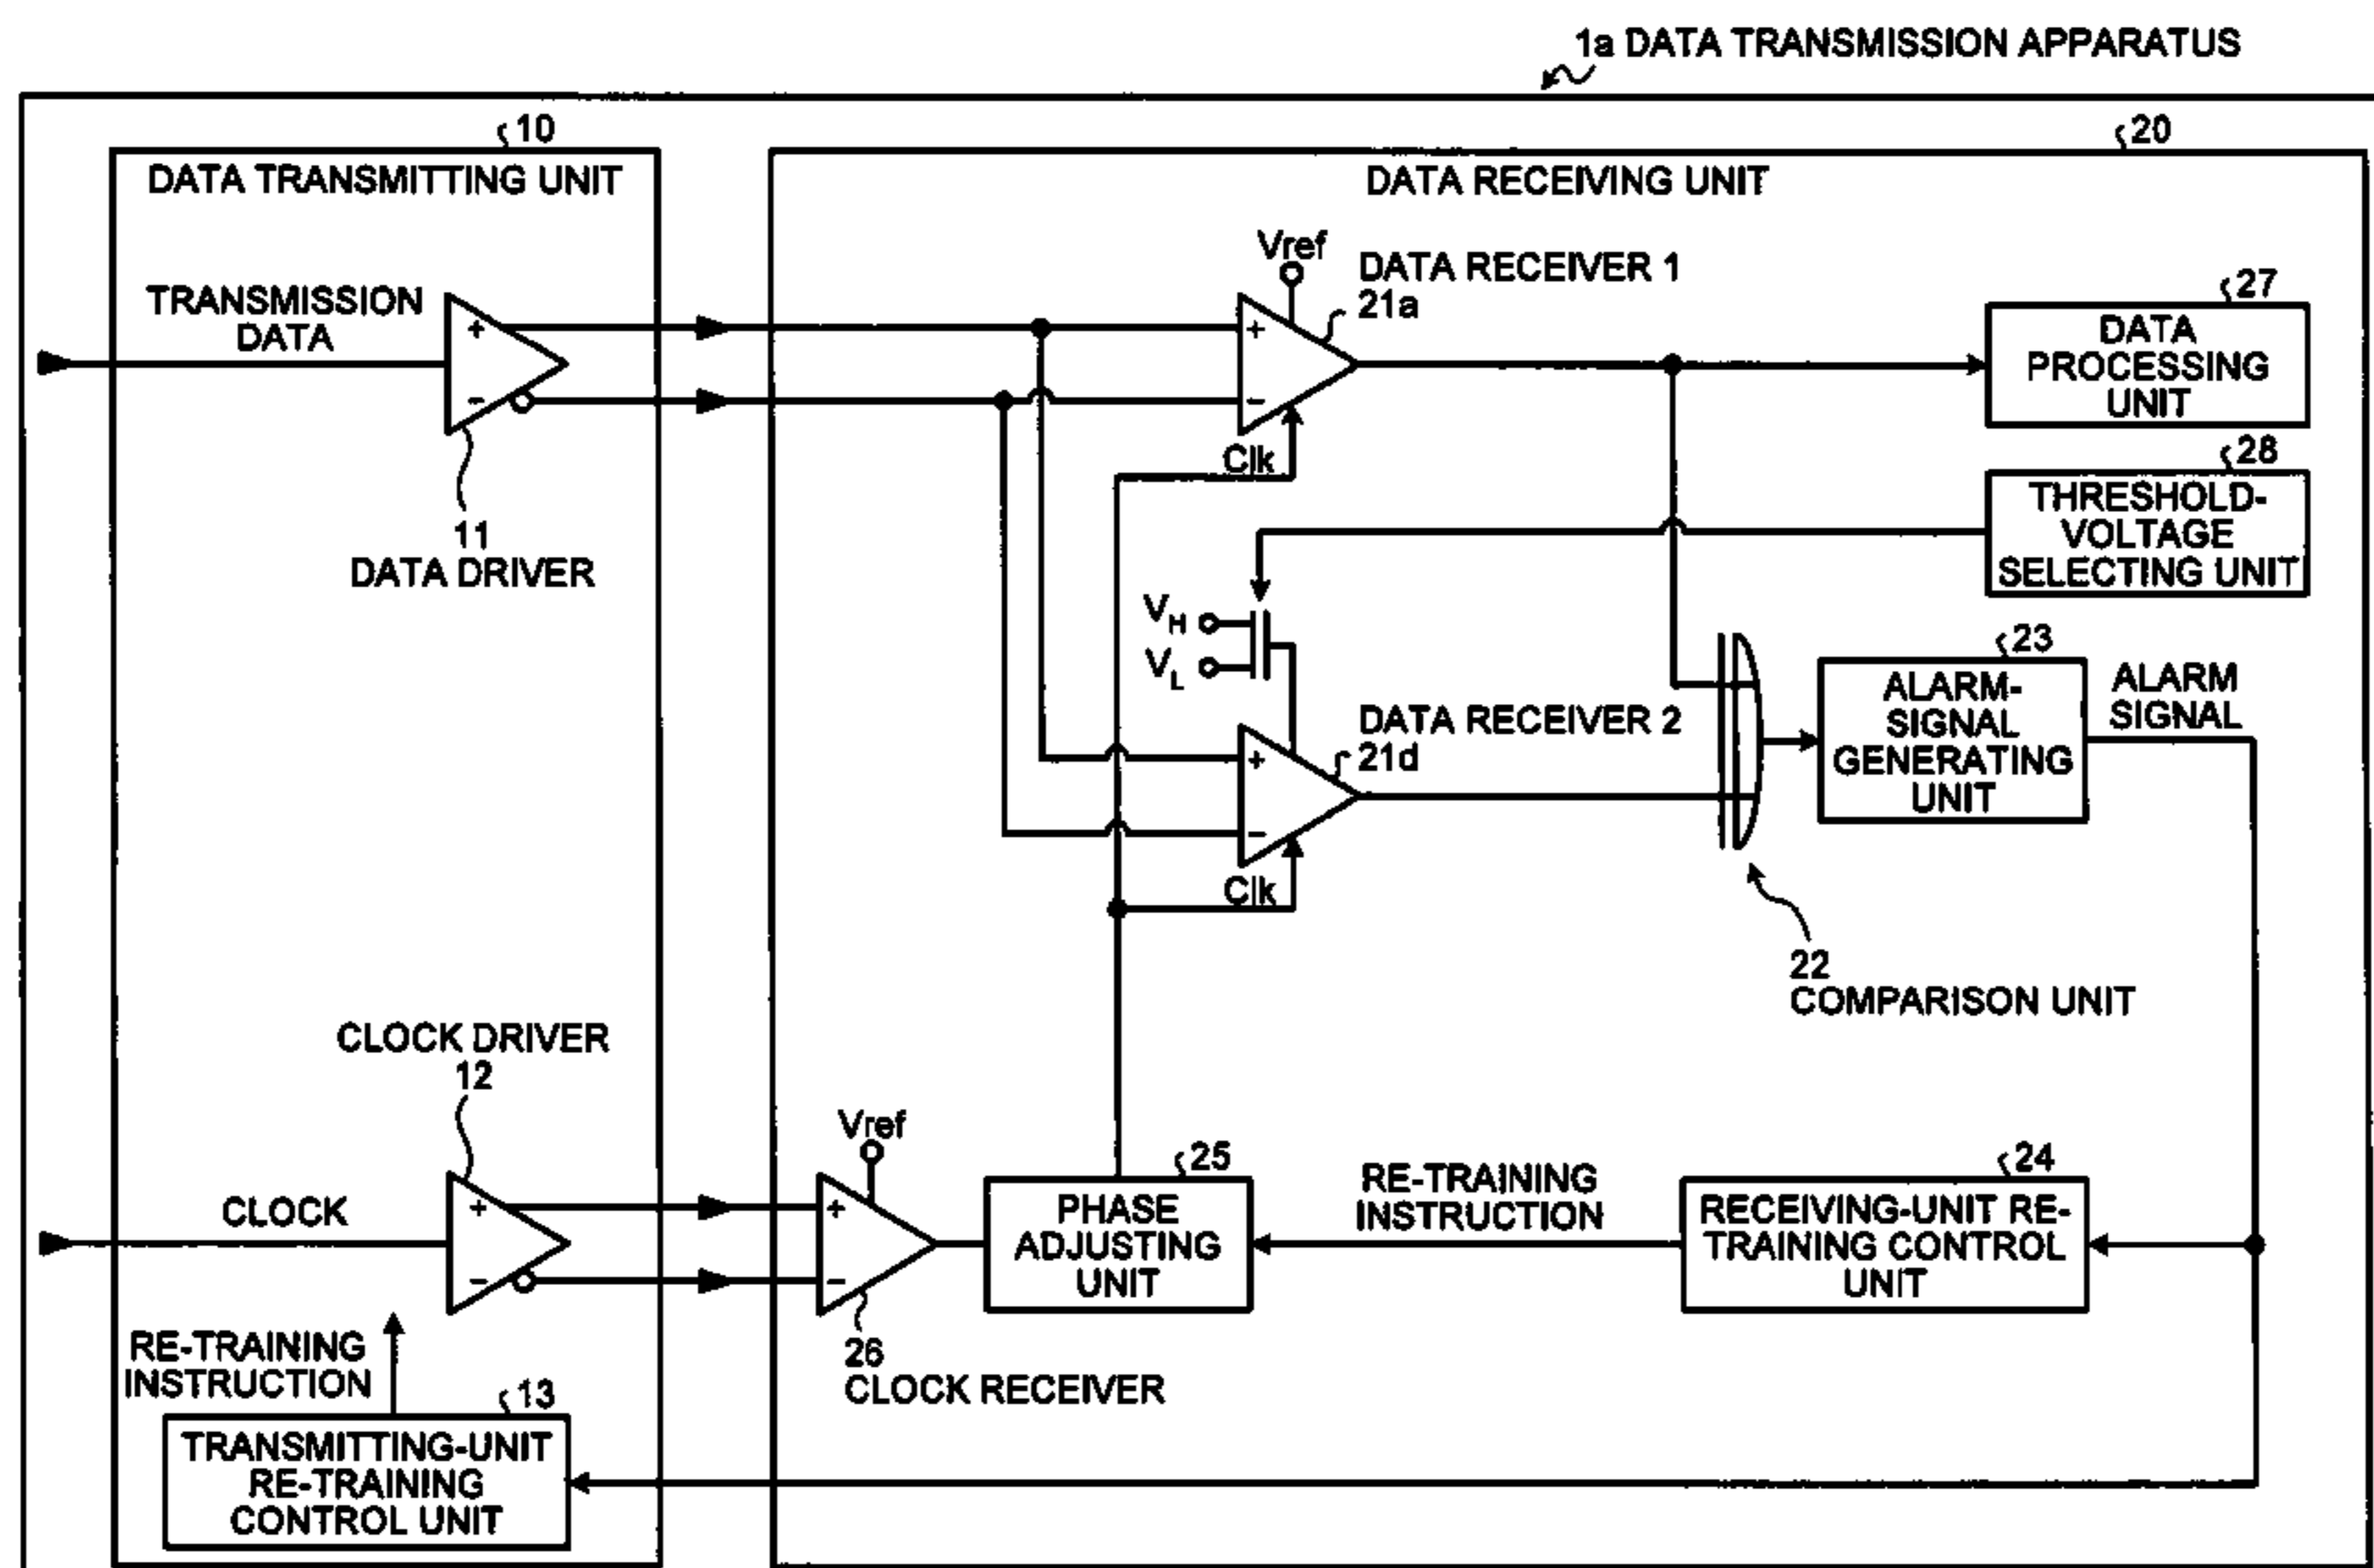 1a DATA TRANSMISSION APPARATUS
10
DATA TRANSMITTING UNIT
20
DATA RECEIVING UNIT
TRANSMISSION
DATA
+
-
11
DATA DRIVER
Vref
DATA RECEIVER 1
21a
+
-
Clk
27
DATA
PROCESSING
UNIT
28
THRESHOLD-
VOLTAGE
SELECTING UNIT
VH
VL
DATA RECEIVER 2
21d
+
-
Clk
22
COMPARISON UNIT
23
ALARM-
SIGNAL
GENERATING
UNIT
ALARM
SIGNAL
CLOCK DRIVER
12
CLOCK
+
-
Vref
+
-
26
CLOCK RECEIVER
25
PHASE
ADJUSTING
UNIT
RE-TRAINING
INSTRUCTION
24
RECEIVING-UNIT RE-
TRAINING CONTROL
UNIT
RE-TRAINING
INSTRUCTION
13
TRANSMITTING-UNIT
RE-TRAINING
CONTROL UNIT